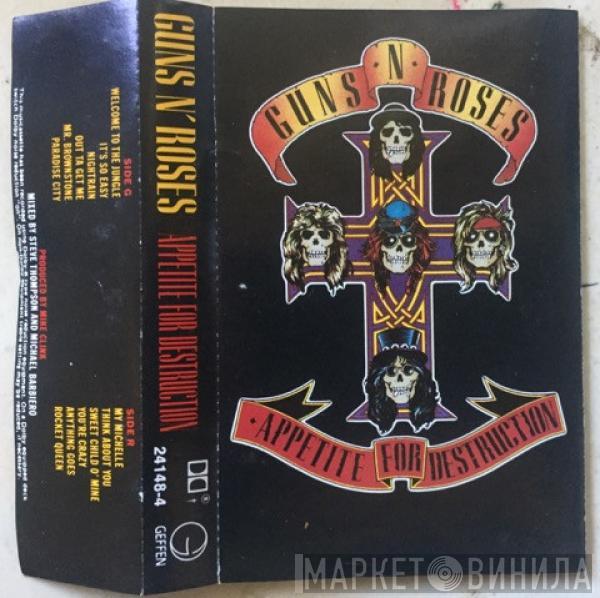 GUNS N' ROSES
APPETITE FOR DESTRUCTION
SIDE G
WELCOME TO THE JUNGLE
IT'S SO EASY
NIGHTRAIN
OUT TA GET ME
MR. BROWNSTONE
PARADISE CITY
SIDE R
MY MICHELLE
THINK ABOUT YOU
SWEET CHILD O' MINE
YOU'RE CRAZY
ANYTHING GOES
ROCKET QUEEN
PRODUCED BY MIKE CLINK
MIXED BY STEVE THOMPSON AND MICHAEL BARBIERO
GUNS N' ROSES APPETITE FOR DESTRUCTION 24148-4 GEFFEN
МАРКЕТ ВИНИЛА